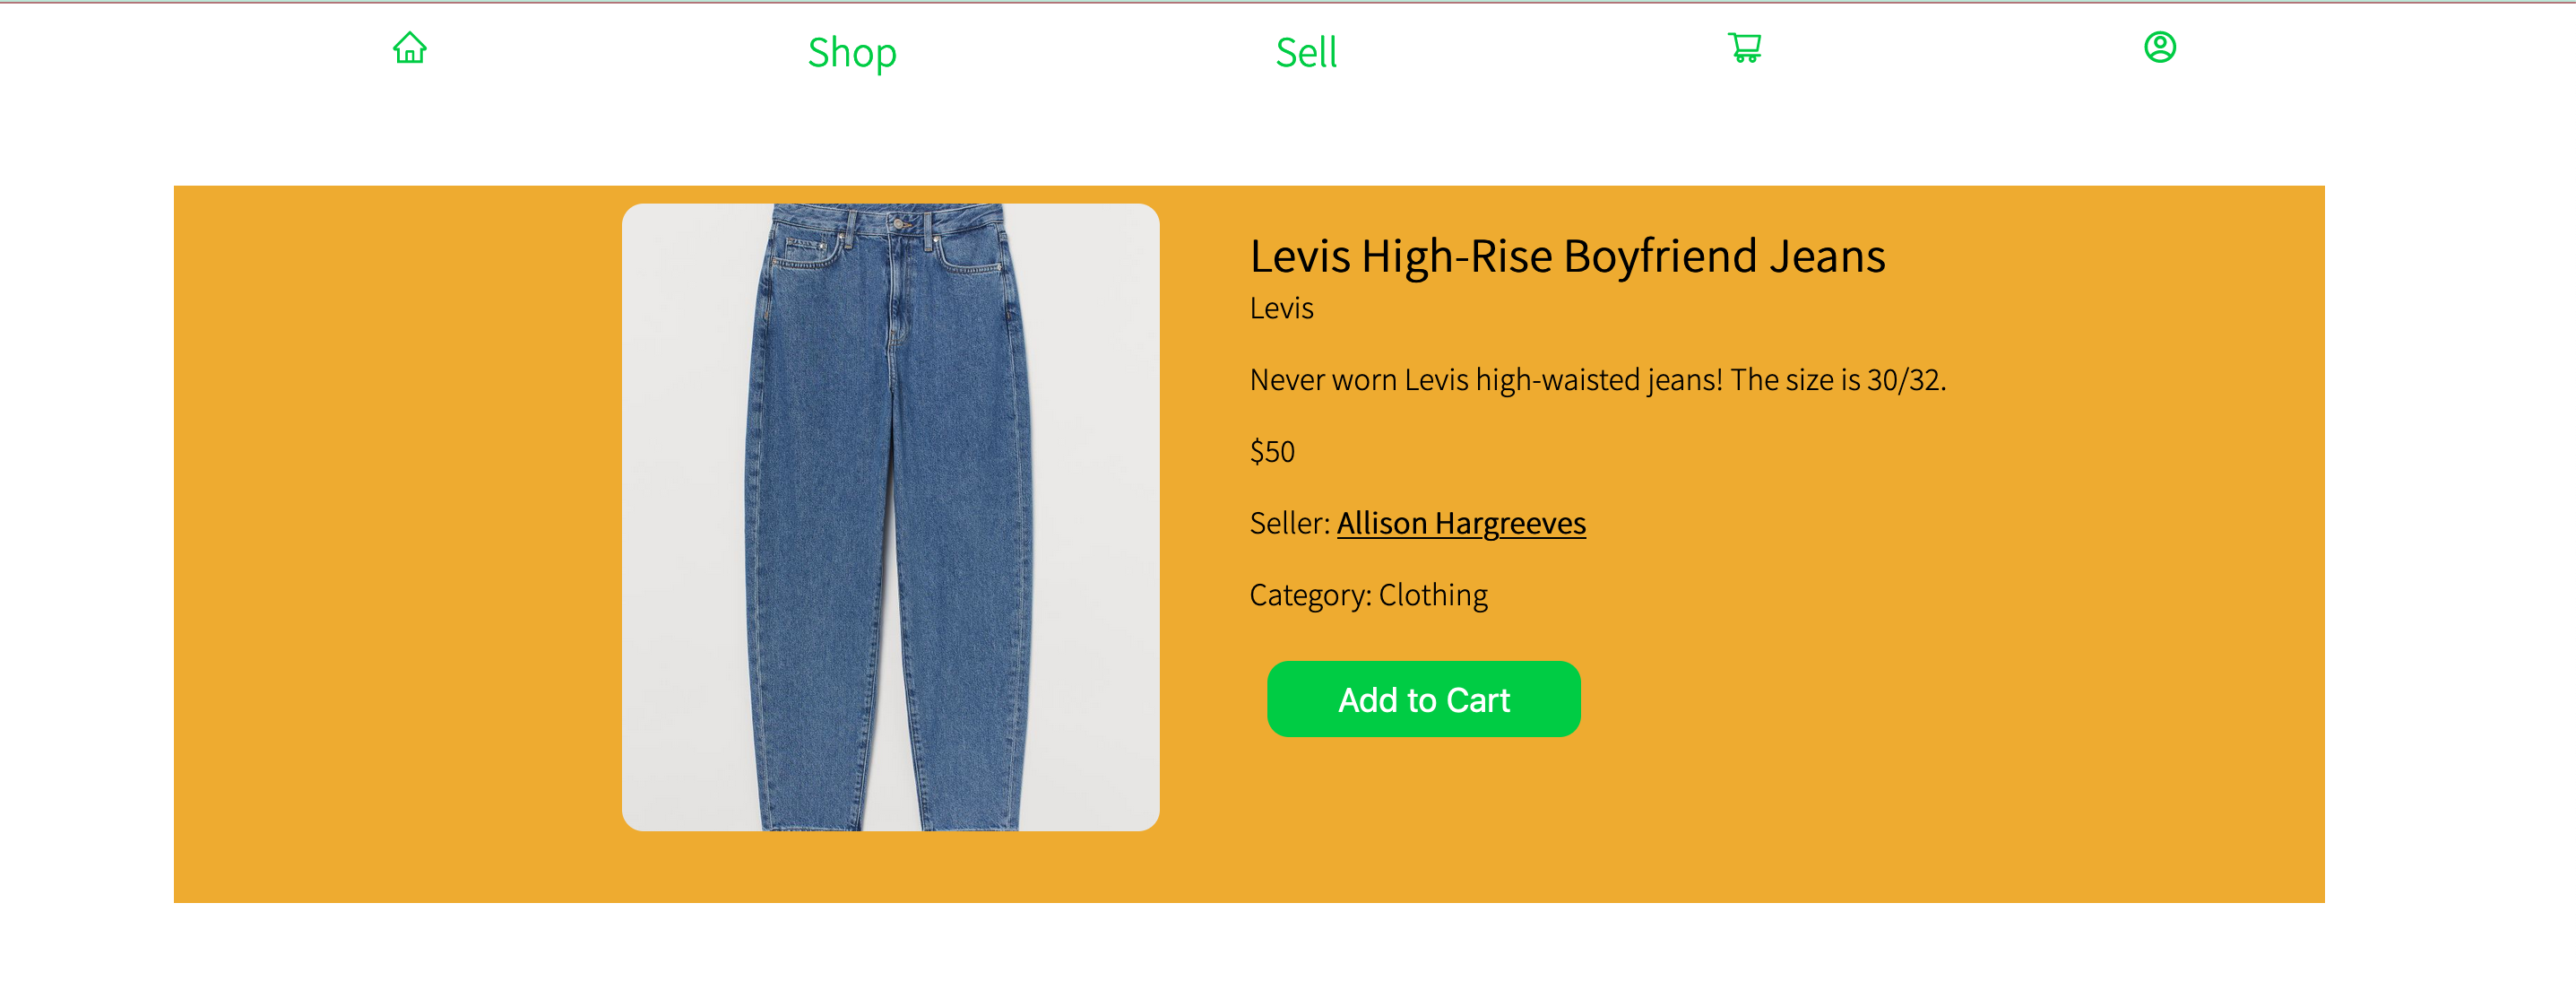 Shop
Sell
Levis High-Rise Boyfriend Jeans
Levis
Never worn Levis high-waisted jeans! The size is 30/32.
$50
Seller: Allison Hargreeves
Category: Clothing
Add to Cart